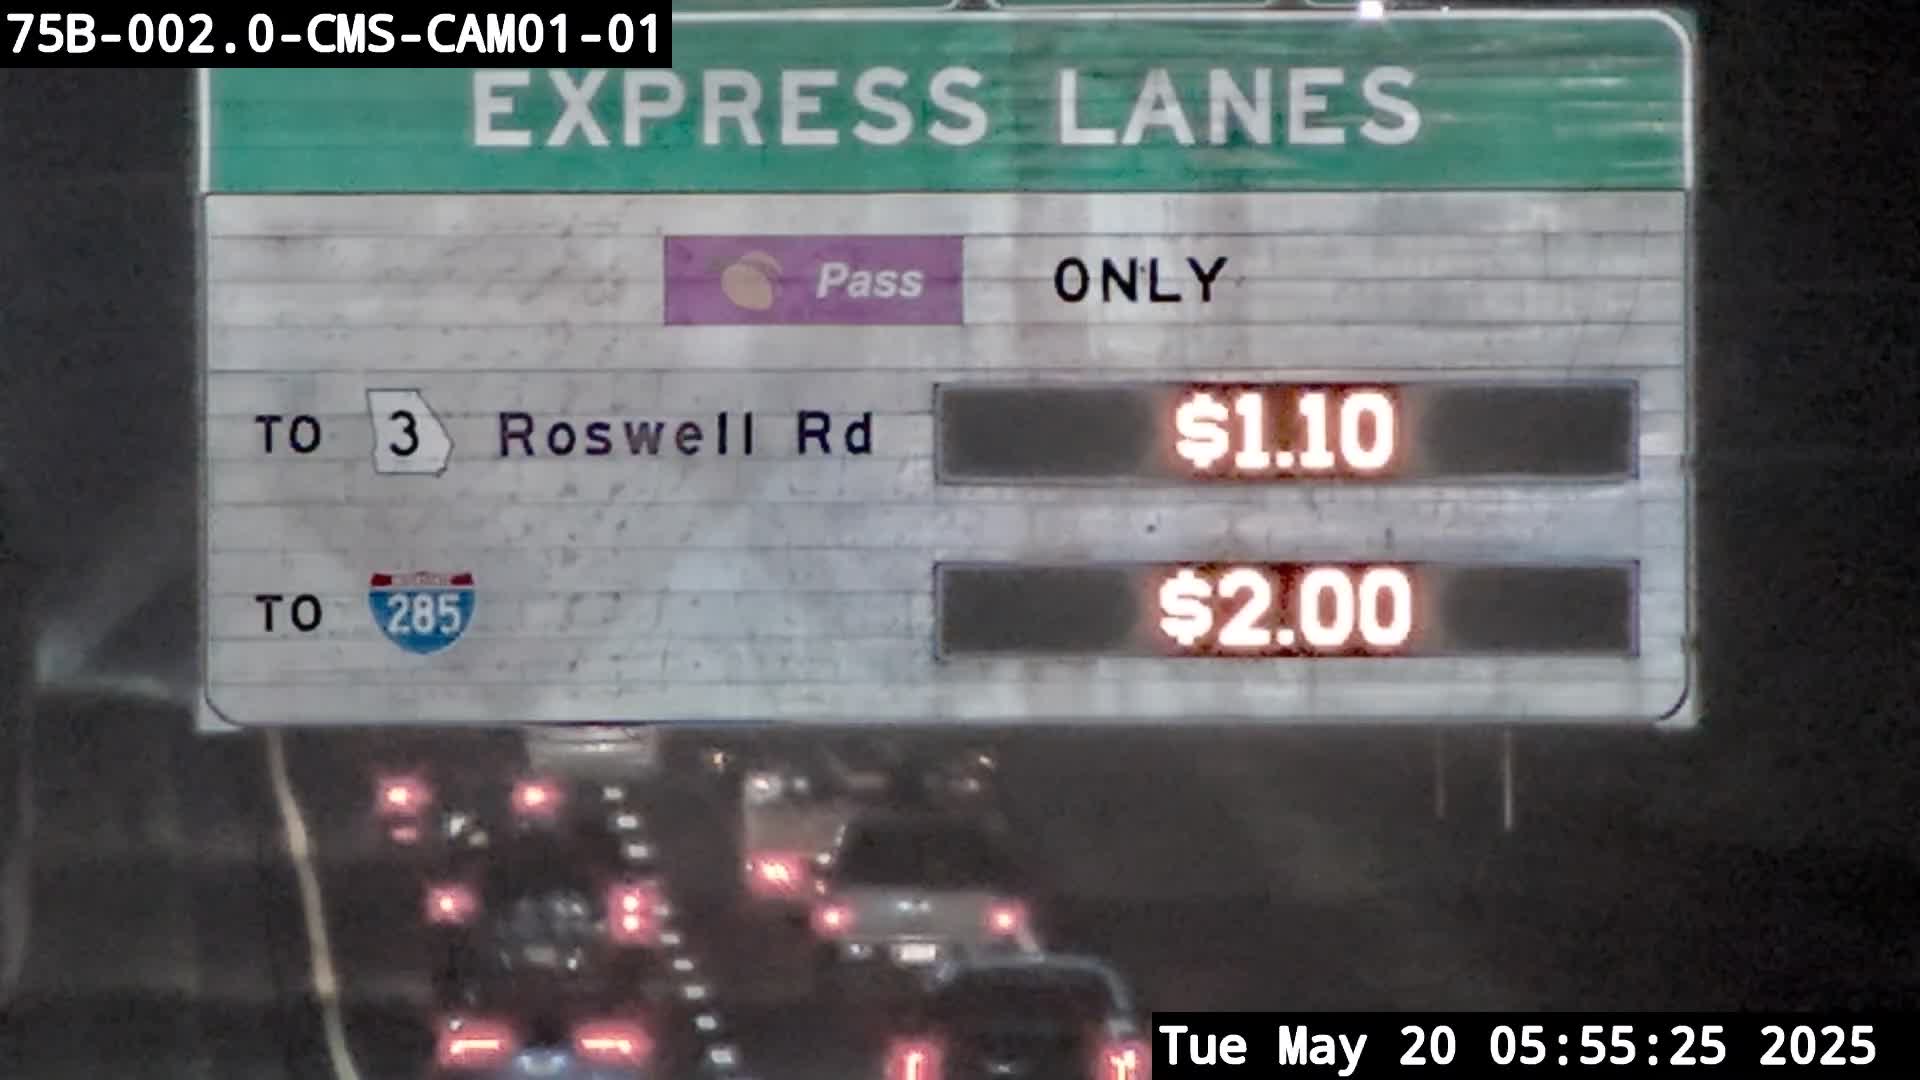 75B-002.0-CMS-CAM01-01
EXPRESS LANES
Pass ONLY
TO 3 Roswell Rd $1.10
TO 285 $2.00
Tue May 20 05:55:25 2025